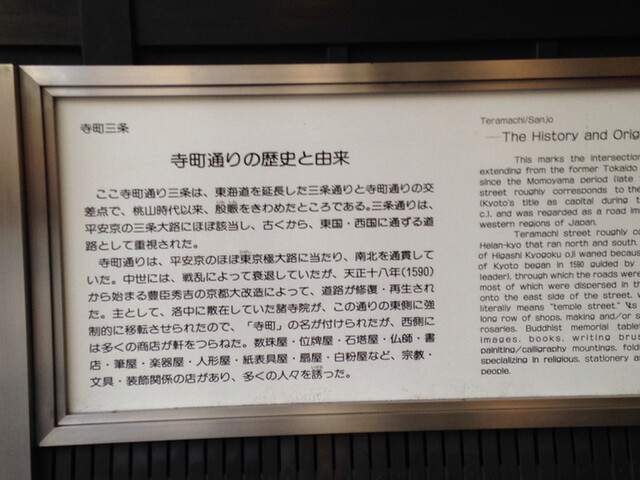 寺町三条
寺町通りの歴史と由来
ここ寺町通り三条は、東海道を延長した三条通りと寺町通りの交
差点で、桃山時代以来、殷賑をきわめたところである。三条通りは、
平安京の三条大路にほぼ該当し、古くから、東国・西国に通ずる道
路として重視された。
寺町通りは、平安京のほぼ東京極大路に当たり、南北を通貫して
いた。中世には、戦乱によって衰退していたが、天正十八年(1590)
から始まる豊臣秀吉の京都大改造によって、道路が修復・再生され
た。主として、洛中に散在していた諸寺院が、この通りの東側に強
制的に移転させられたので、「寺町」の名が付けられたが、西側に
は多くの商店が軒をつらねた。数珠屋・位牌屋・石塔屋・仏師・書
店・筆屋・楽器屋・人形屋・紙表具屋・扇屋・白粉屋など、宗教・
文具・装飾関係の店があり、多くの人々を誘った。
Teramachi/Sanjo
— The History and Orig
This marks the intersection
extending from the former Tokaido
since the Momoyama period (late
street roughly corresponds to the
(Kyoto's title as capital during t
c.), and was regarded as a road im
western regions of Japan.
Teramachi street roughly co
Heian-kyo that ran north and south
of Higashi Kyogoku oji waned becaus
of Kyoto began in 1590 guided by
leader), through which the roads were
most of which were dispersed in th
onto the east side of the street.
literally means "temple street."
long row of shops, making and/or s
rosaries, Buddhist memorial table
images, books, writing brus
painting/calligraphy mountings, fold
specializing in religious, stationery a
people.